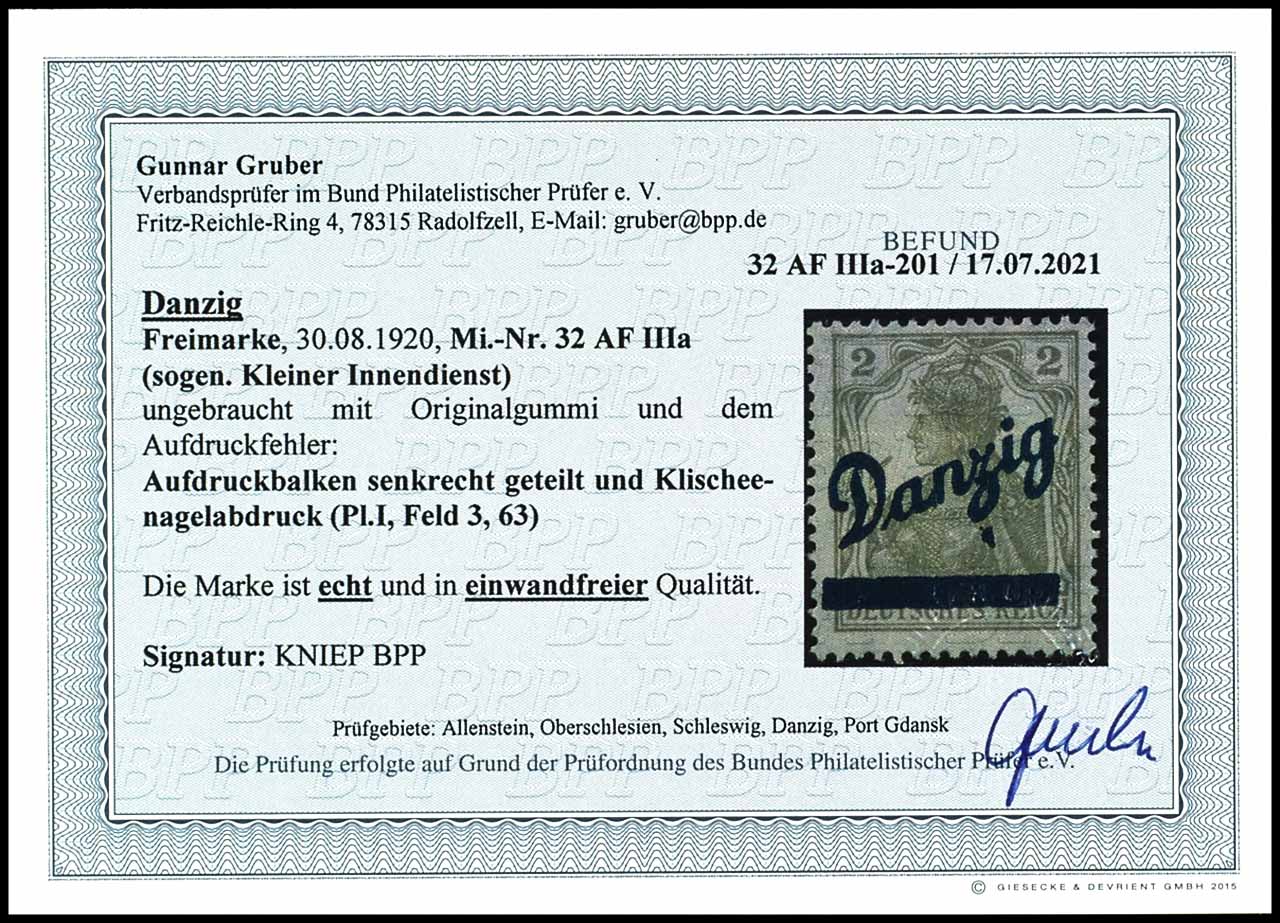 Gunnar Gruber
Verbandsprüfer im Bund Philatelistischer Prüfer e. V.
Fritz-Reichle-Ring 4, 78315 Radolfzell, E-Mail: gruber@bpp.de
BEFUND
32 AF IIIa-201 / 17.07.2021
Danzig
Freimarke, 30.08.1920, Mi.-Nr. 32 AF IIIa
(sogen. Kleiner Innendienst)
ungebraucht mit Originalgummi und dem
Aufdruckfehler:
Aufdruckbalken senkrecht geteilt und Klischee-
nagelabdruck (Pl.I, Feld 3, 63)
Die Marke ist echt und in einwandfreier Qualität.
Signatur: KNIEP BPP
2 2
Danzig
DEUTSCHES REICH
Prüfgebiete: Allenstein, Oberschlesien, Schleswig, Danzig, Port Gdansk
Die Prüfung erfolgte auf Grund der Prüfordnung des Bundes Philatelistischer Prüfer e.V.
© GIESECKE & DEVRIENT GMBH 2015